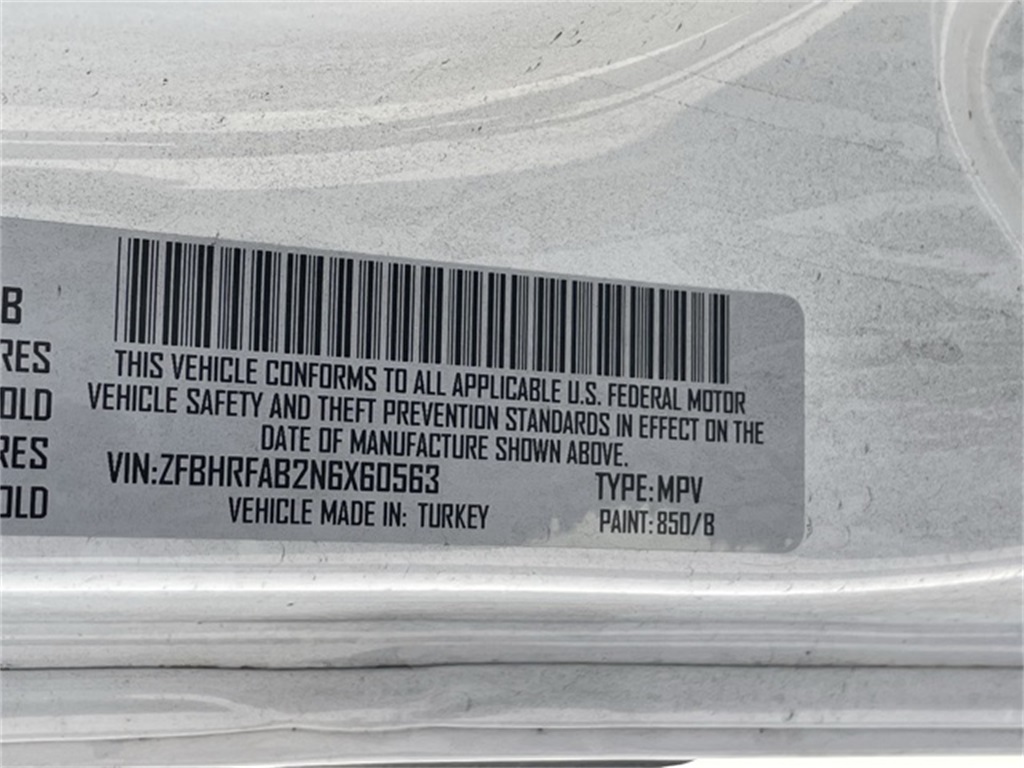 B
RES
OLD
RES
OLD
THIS VEHICLE CONFORMS TO ALL APPLICABLE U.S. FEDERAL MOTOR
VEHICLE SAFETY AND THEFT PREVENTION STANDARDS IN EFFECT ON THE
DATE OF MANUFACTURE SHOWN ABOVE.
VIN:ZFBHRFAB2N6X60563
TYPE:MPV
VEHICLE MADE IN: TURKEY
PAINT: 850/B